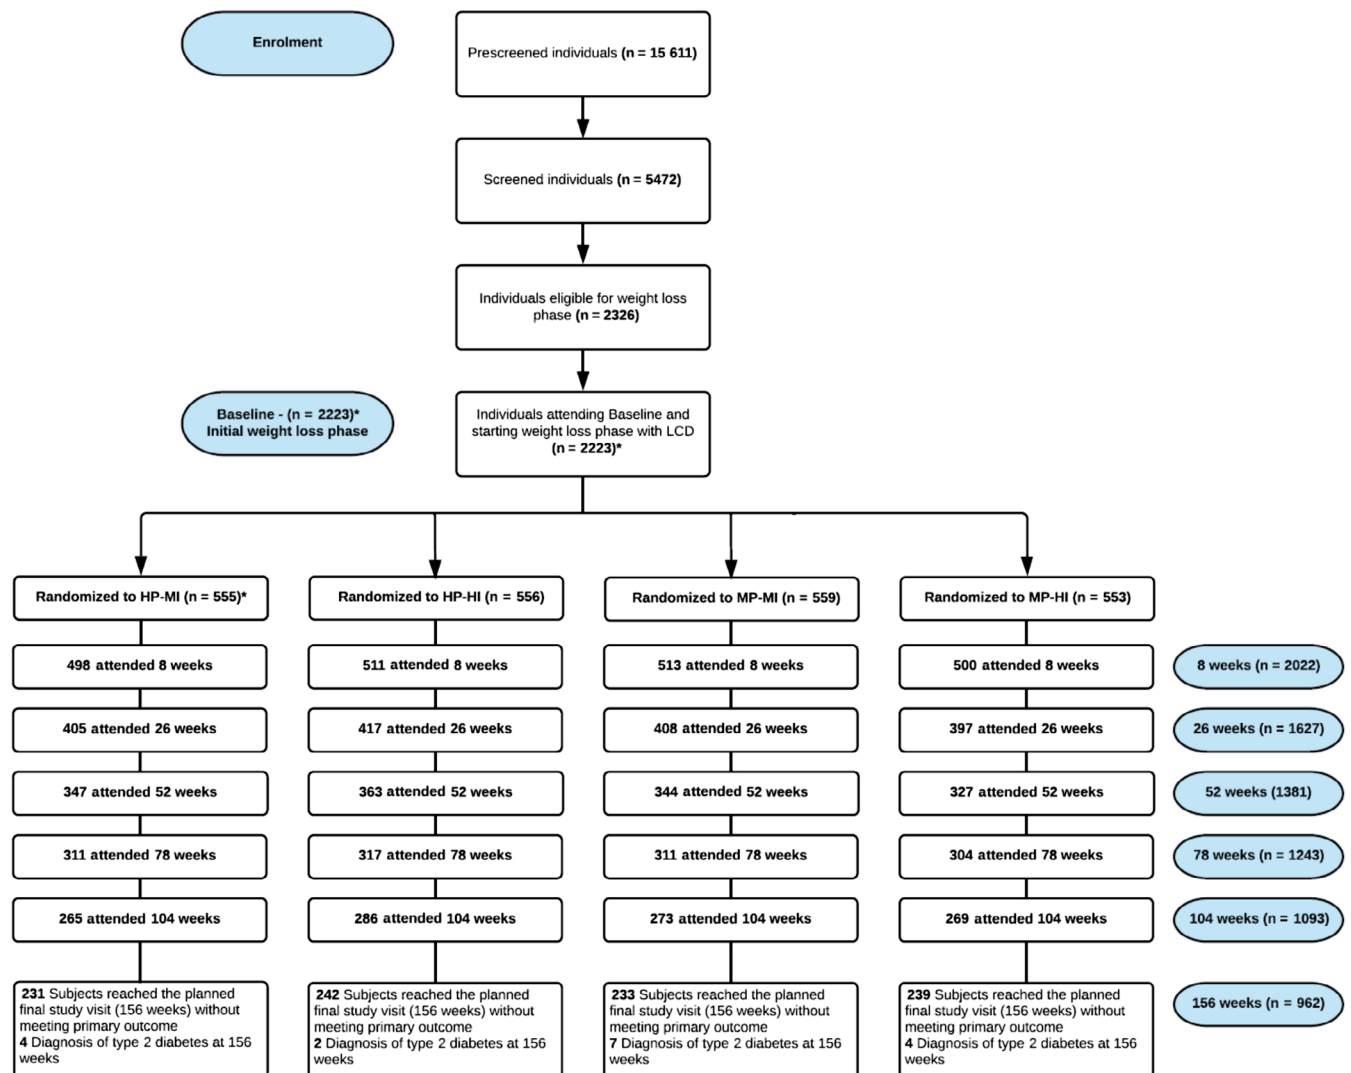 Enrolment
Prescreened individuals (n = 15 611)
Screened individuals (n = 5472)
Individuals eligible for weight loss
phase (n = 2326)
Baseline - (n = 2223)*
Initial weight loss phase
Individuals attending Baseline and
starting weight loss phase with LCD
(n = 2223)*
Randomized to HP-MI (n = 555)*
Randomized to HP-HI (n = 556)
Randomized to MP-MI (n = 559)
Randomized to MP-HI (n = 553)
498 attended 8 weeks
511 attended 8 weeks
513 attended 8 weeks
500 attended 8 weeks
8 weeks (n = 2022)
405 attended 26 weeks
417 attended 26 weeks
408 attended 26 weeks
397 attended 26 weeks
26 weeks (n = 1627)
347 attended 52 weeks
363 attended 52 weeks
344 attended 52 weeks
327 attended 52 weeks
52 weeks (1381)
311 attended 78 weeks
317 attended 78 weeks
311 attended 78 weeks
304 attended 78 weeks
78 weeks (n = 1243)
265 attended 104 weeks
286 attended 104 weeks
273 attended 104 weeks
269 attended 104 weeks
104 weeks (n = 1093)
231 Subjects reached the planned
final study visit (156 weeks) without
meeting primary outcome
4 Diagnosis of type 2 diabetes at 156
weeks
242 Subjects reached the planned
final study visit (156 weeks) without
meeting primary outcome
2 Diagnosis of type 2 diabetes at 156
weeks
233 Subjects reached the planned
final study visit (156 weeks) without
meeting primary outcome
7 Diagnosis of type 2 diabetes at 156
weeks
239 Subjects reached the planned
final study visit (156 weeks) without
meeting primary outcome
4 Diagnosis of type 2 diabetes at 156
weeks
156 weeks (n = 962)